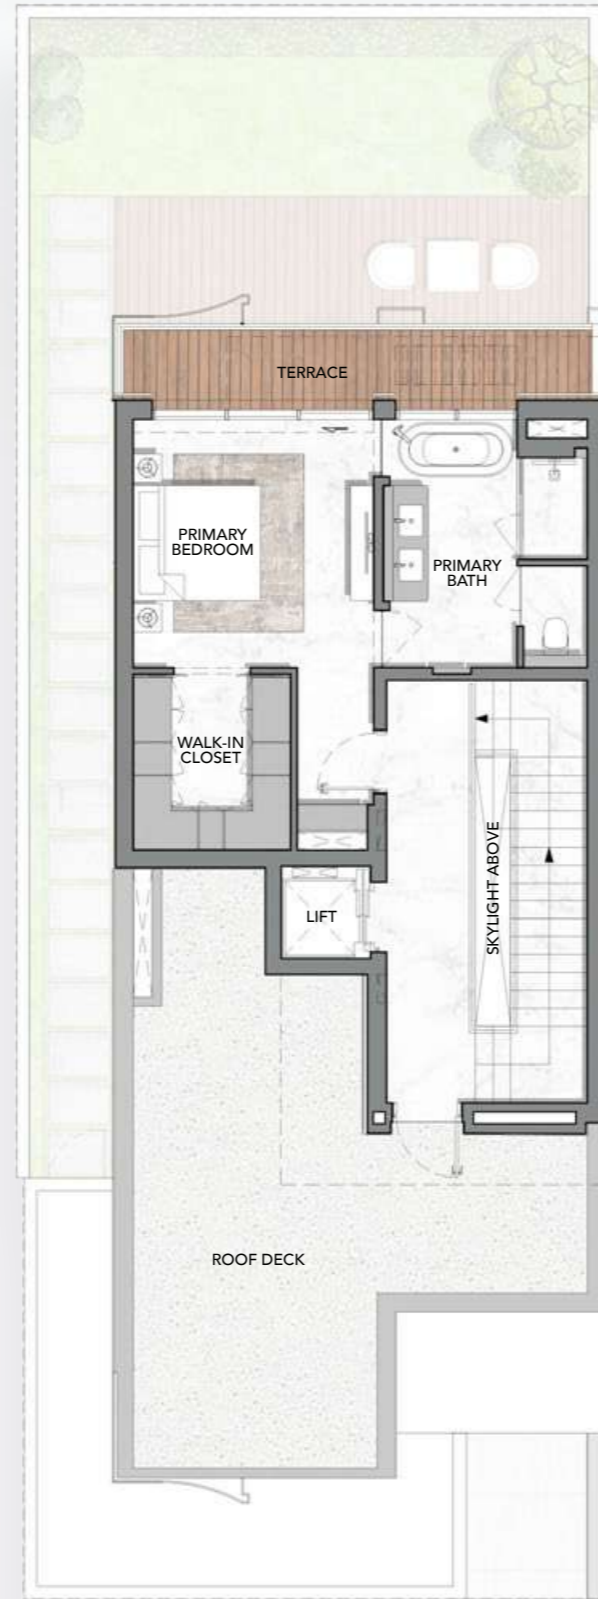 TERRACE
PRIMARY
BEDROOM
PRIMARY
BATH
WALK-IN
CLOSET
SKYLIGHT ABOVE
LIFT
ROOF DECK